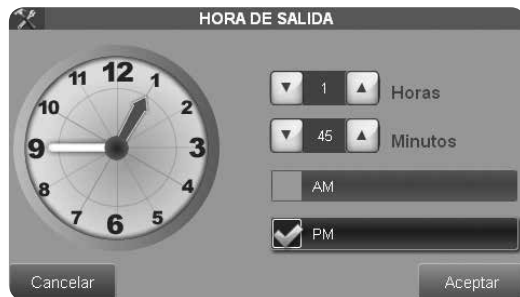 HORA DE SALIDA
12
11 1
10 2
9 3
8 4
7 5
6
1 Horas
45 Minutos
AM
PM
Cancelar Aceptar